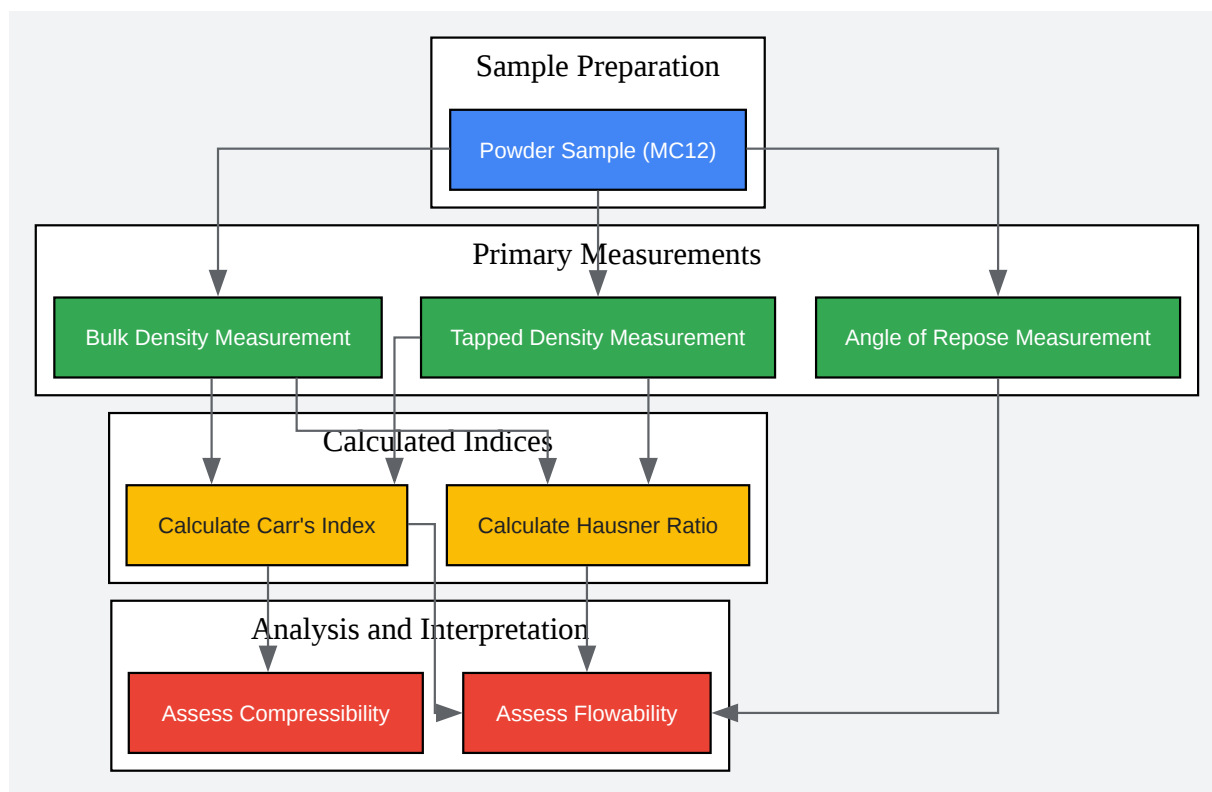 Sample Preparation
Powder Sample (MC12)
Primary Measurements
Bulk Density Measurement
Tapped Density Measurement
Angle of Repose Measurement
Calculated Indices
Calculate Carr's Index
Calculate Hausner Ratio
Analysis and Interpretation
Assess Compressibility
Assess Flowability